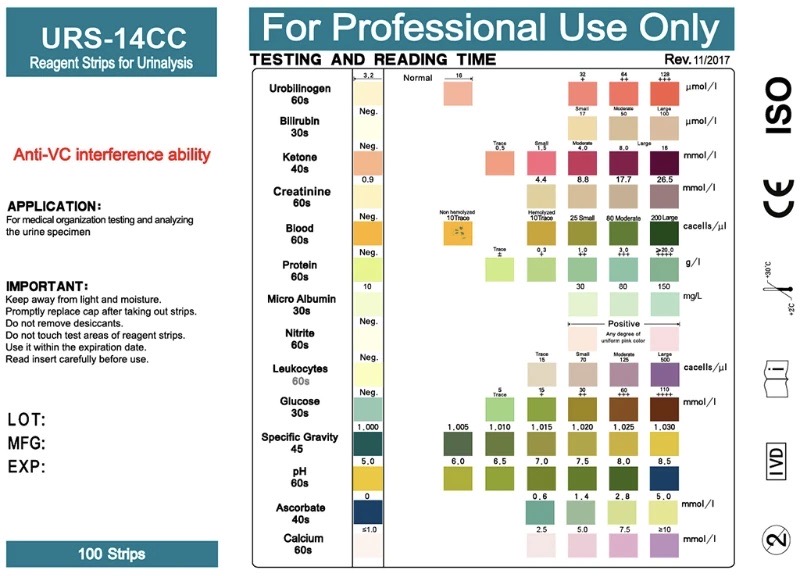 URS-14CC
Reagent Strips for Urinalysis
Anti-VC interference ability
APPLICATION:
For medical organization testing and analyzing
the urine specimen
IMPORTANT:
Keep away from light and moisture.
Promptly replace cap after taking out strips.
Do not remove desiccants.
Do not touch test areas of reagent strips.
Use it within the expiration date.
Read insert carefully before use.
LOT:
MFG:
EXP:
100 Strips
For Professional Use Only
TESTING AND READING TIME
Rev. 11/2017
3.2 Normal 16 32 64 128
+ ++ +++
Urobilinogen
60s
μmol/l
Neg. Small Moderate Large
17 50 100
Bilirubin
30s
μmol/l
Neg. Trace Small Moderate Large
0.5 1.5 4.0 8.0 16
Ketone
40s
mmol/l
0.9 4.4 8.8 17.7 26.5
Creatinine
60s
mmol/l
Neg. Non hemolyzed Hemolyzed
10Trace 10Trace 25 Small 80 Moderate 200 Large
Blood
60s
cacells/μl
Neg. Trace 0.3 1.0 3.0 ≥20.0
± + ++ +++ ++++
Protein
60s
g/l
10 30 80 150
Micro Albumin
30s
mg/L
Neg. Positive
Nitrite
60s
Any degree of
uniform pink color
Neg. Trace Small Moderate Large
15 70 125 500
Leukocytes
60s
cacells/μl
Neg. 5 15 30 60 110
Trace + ++ +++ ++++
Glucose
30s
mmol/l
1.000 1.005 1.010 1.015 1.020 1.025 1.030
Specific Gravity
45
5.0 6.0 6.5 7.0 7.5 8.0 8.5
pH
60s
0 0.6 1.4 2.8 5.0
Ascorbate
40s
mmol/l
≤1.0 2.5 5.0 7.5 ≥10
Calcium
60s
mmol/l
ISO
CE
+30℃
+2C
i
IVD
2